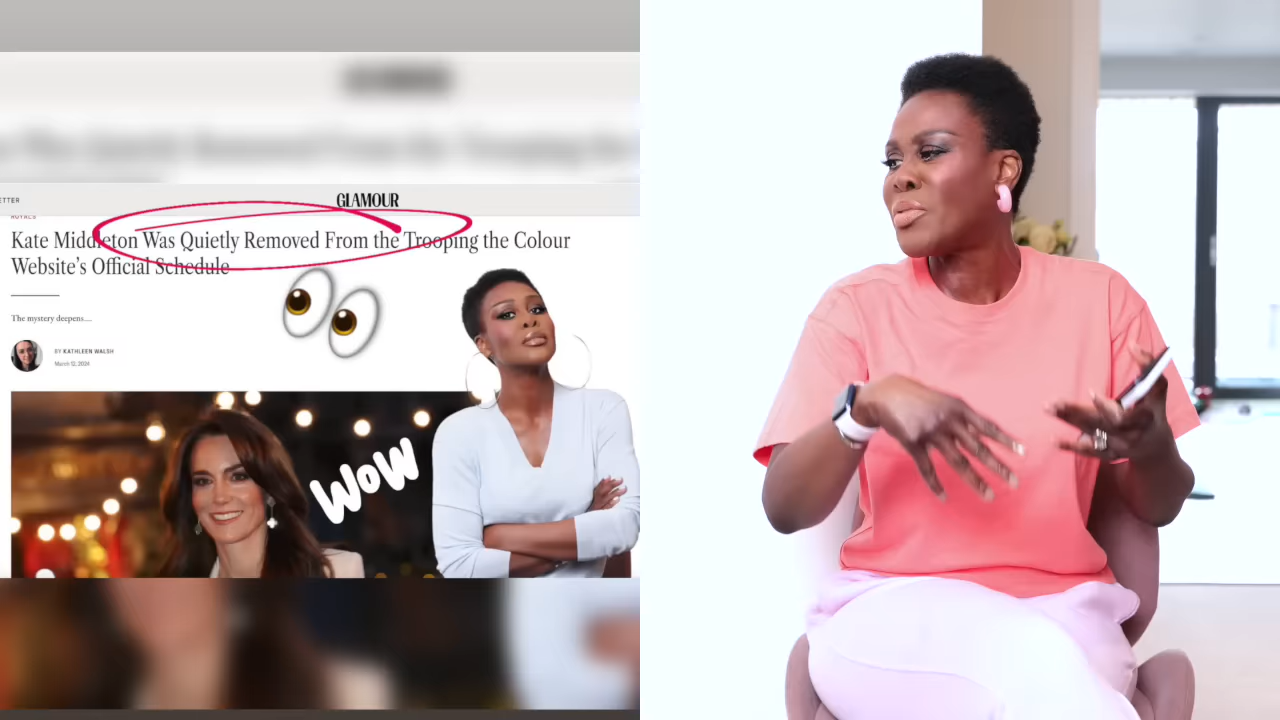 GLAMOUR
ETTER
ROYALS
Kate Middleton Was Quietly Removed From the Trooping the Colour
Website's Official Schedule
The mystery deepens....
BY KATHLEEN WALSH
March 12, 2024
WOW